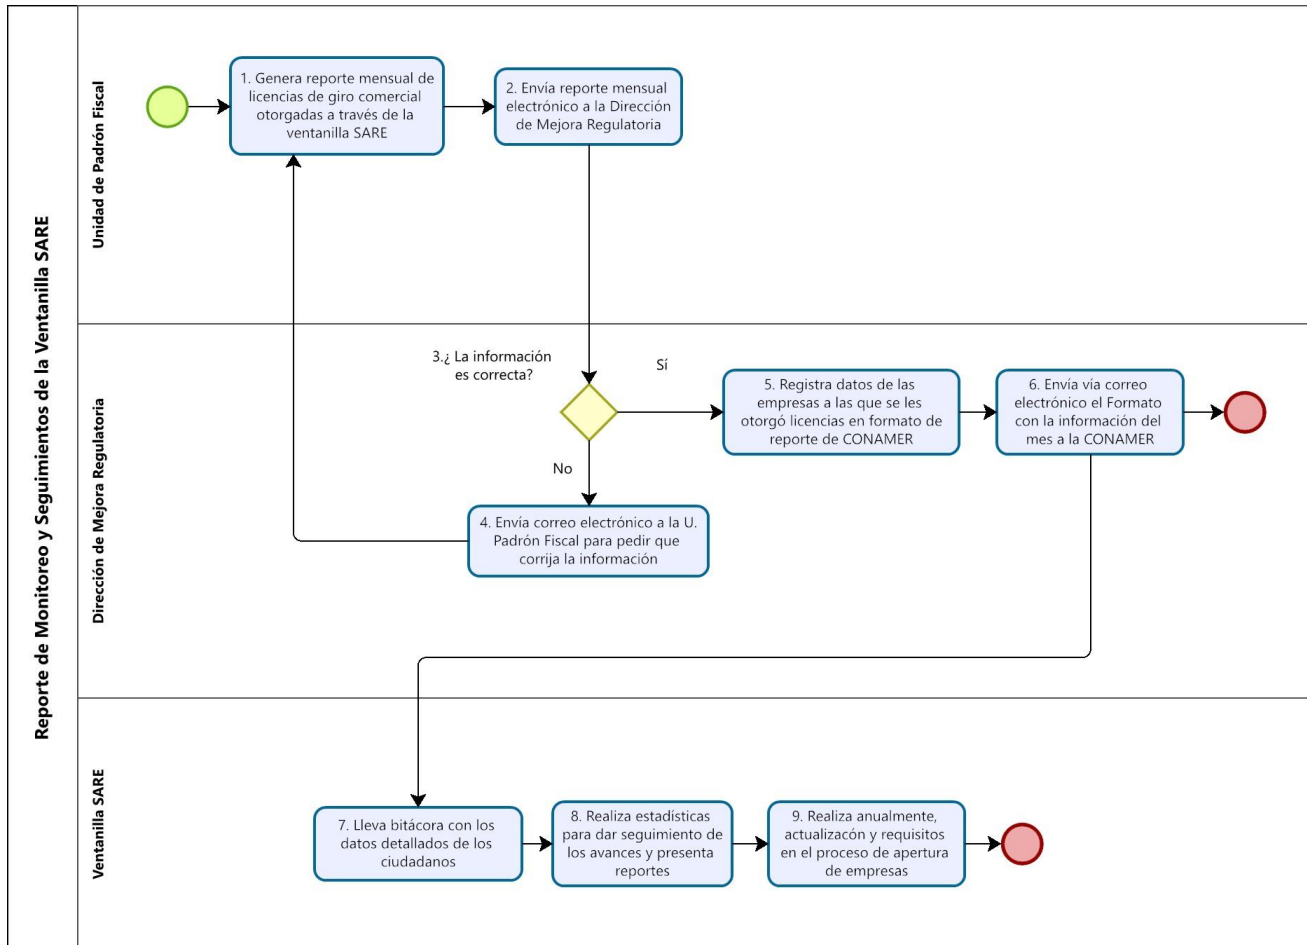 Reporte de Monitoreo y Seguimientos de la Ventanilla SARE
Unidad de Padrón Fiscal
1. Genera reporte mensual de
licencias de giro comercial
otorgadas a través de la
ventanilla SARE
2. Envía reporte mensual
electrónico a la Dirección
de Mejora Regulatoria
Dirección de Mejora Regulatoria
3.¿ La información
es correcta?
Sí
No
4. Envía correo electrónico a la U.
Padrón Fiscal para pedir que
corrija la información
5. Registra datos de las
empresas a las que se les
otorgó licencias en formato de
reporte de CONAMER
6. Envía vía correo
electrónico el Formato
con la información del
mes a la CONAMER
Ventanilla SARE
7. Lleva bitácora con los
datos detallados de los
ciudadanos
8. Realiza estadísticas
para dar seguimiento de
los avances y presenta
reportes
9. Realiza anualmente,
actualizacón y requisitos
en el proceso de apertura
de empresas